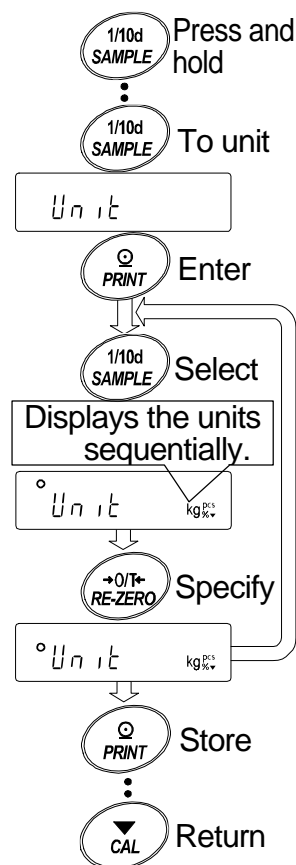 1/10d
SAMPLE
Press and
hold
1/10d
SAMPLE
To unit
Unit
PRINT
Enter
1/10d
SAMPLE
Select
Displays the units
sequentially.
Unit
kg pcs
%
→0/T←
RE-ZERO
Specify
Unit
kg pcs
%
PRINT
Store
CAL
Return